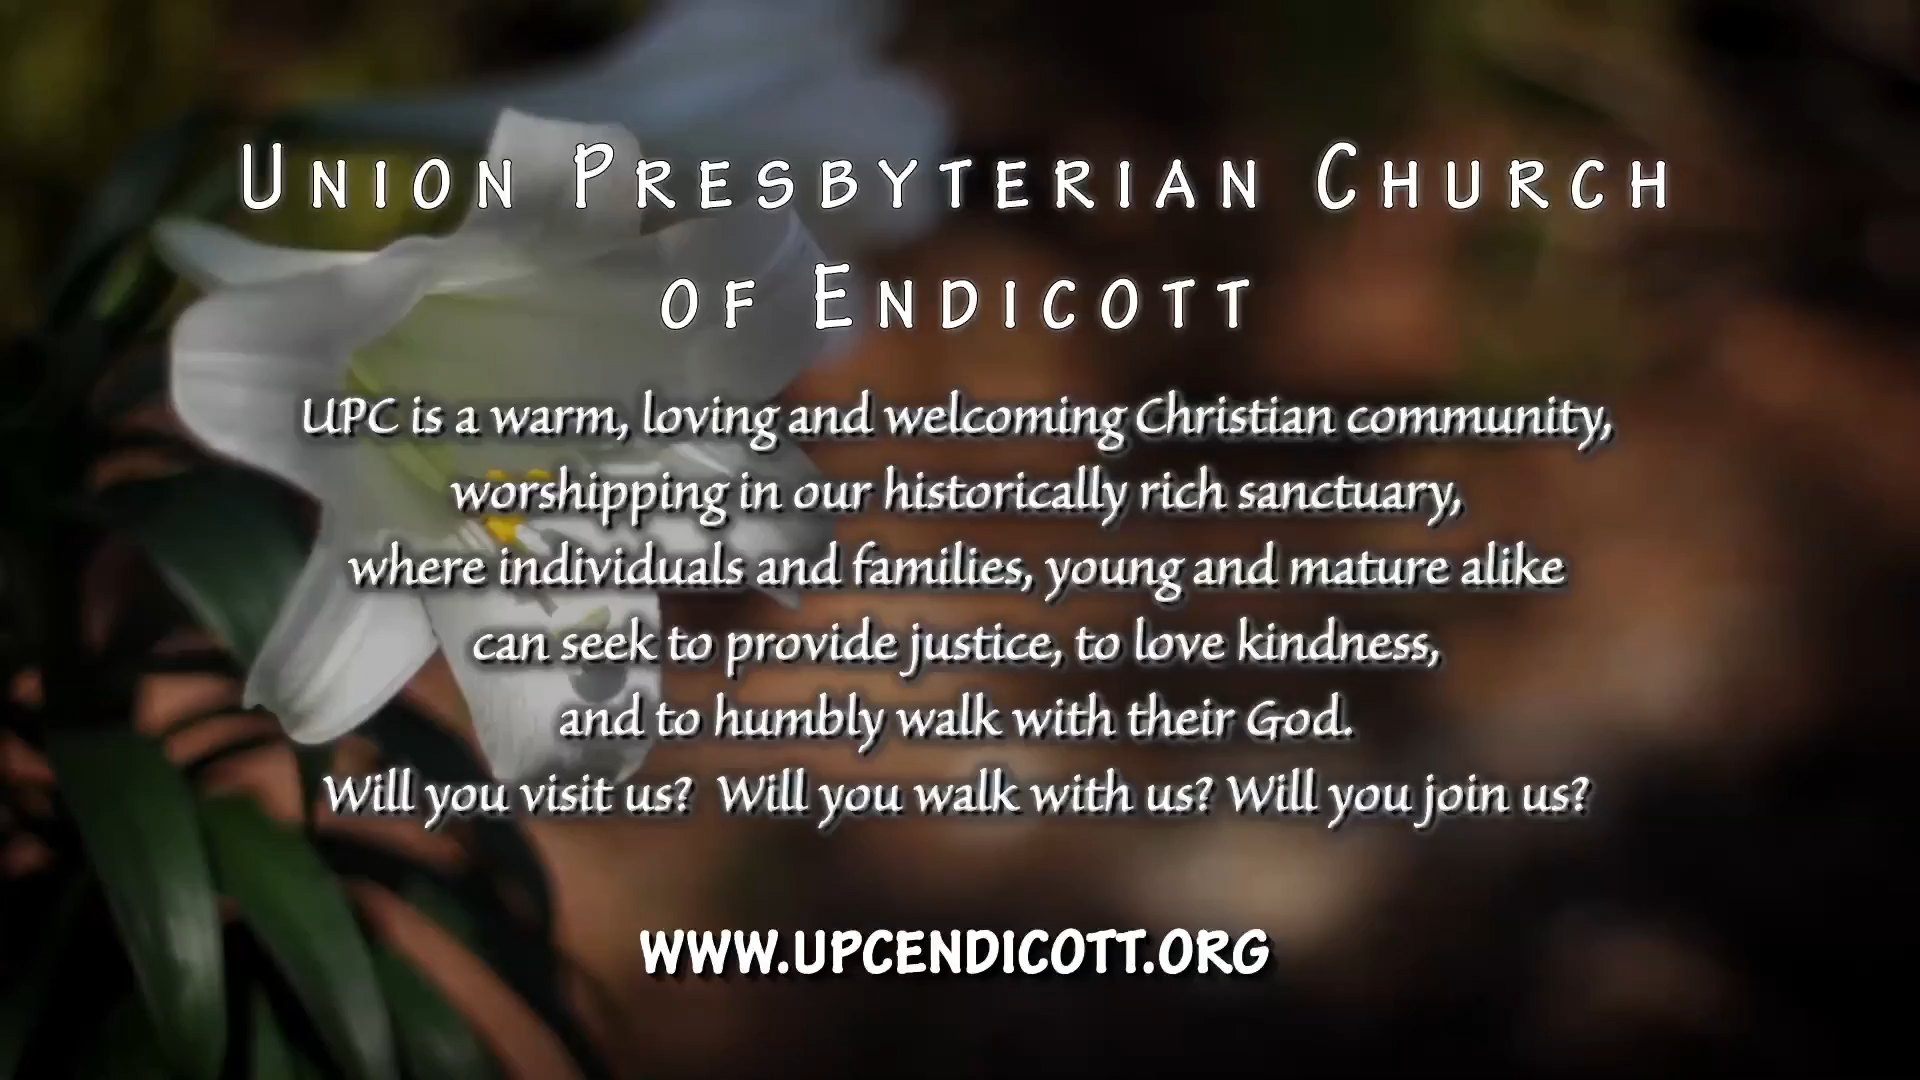 Union Presbyterian Church
of Endicott
UPC is a warm, loving and welcoming Christian community,
worshipping in our historically rich sanctuary,
where individuals and families, young and mature alike
can seek to provide justice, to love kindness,
and to humbly walk with their God.
Will you visit us?  Will you walk with us? Will you join us?
WWW.UPCENDICOTT.ORG